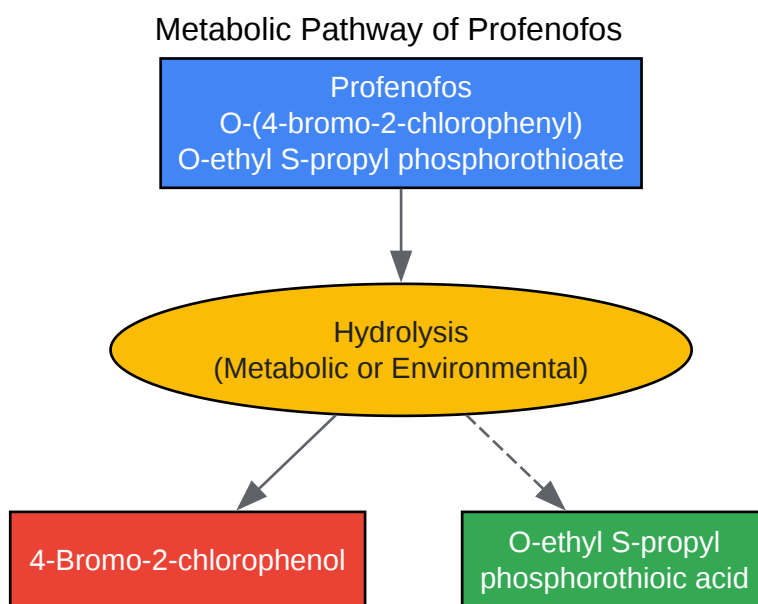 Metabolic Pathway of Profenofos
Profenofos
O-(4-bromo-2-chlorophenyl)
O-ethyl S-propyl phosphorothioate
Hydrolysis
(Metabolic or Environmental)
4-Bromo-2-chlorophenol
O-ethyl S-propyl
phosphorothioic acid